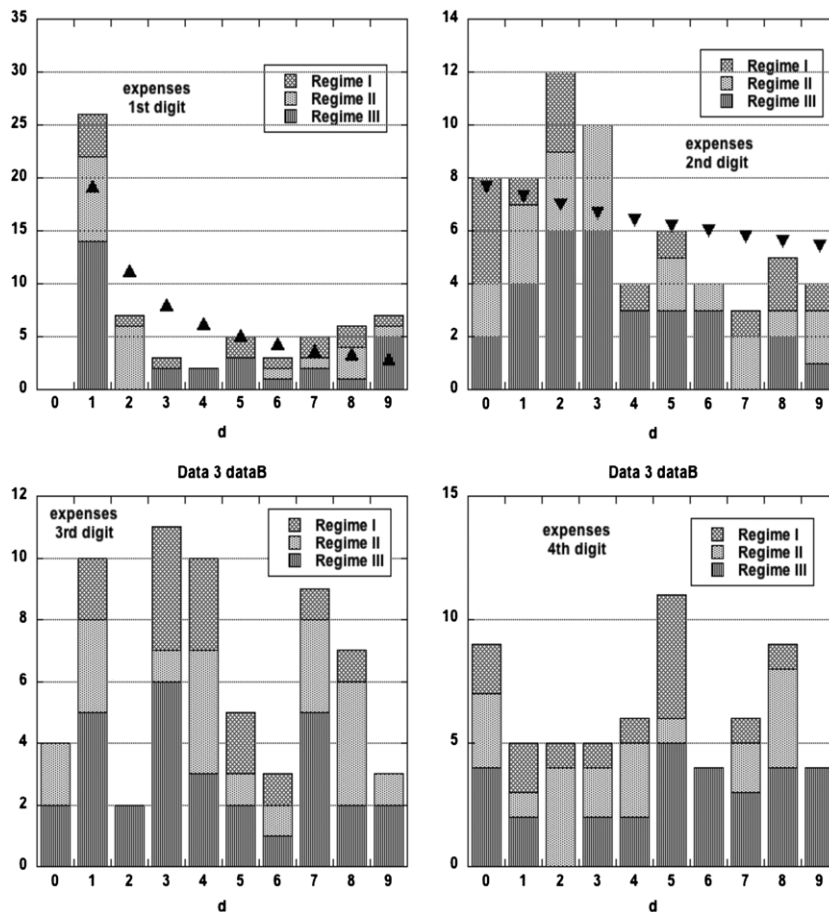 35
30
25
20
15
10
5
0
expenses
1st digit
Regime I
Regime II
Regime III
0 1 2 3 4 5 6 7 8 9
d
14
12
10
8
6
4
2
0
Regime I
Regime II
Regime III
expenses
2nd digit
0 1 2 3 4 5 6 7 8 9
d
Data 3 dataB
12
10
8
6
4
2
0
expenses
3rd digit
Regime I
Regime II
Regime III
0 1 2 3 4 5 6 7 8 9
d
Data 3 dataB
15
10
5
0
expenses
4th digit
Regime I
Regime II
Regime III
0 1 2 3 4 5 6 7 8 9
d